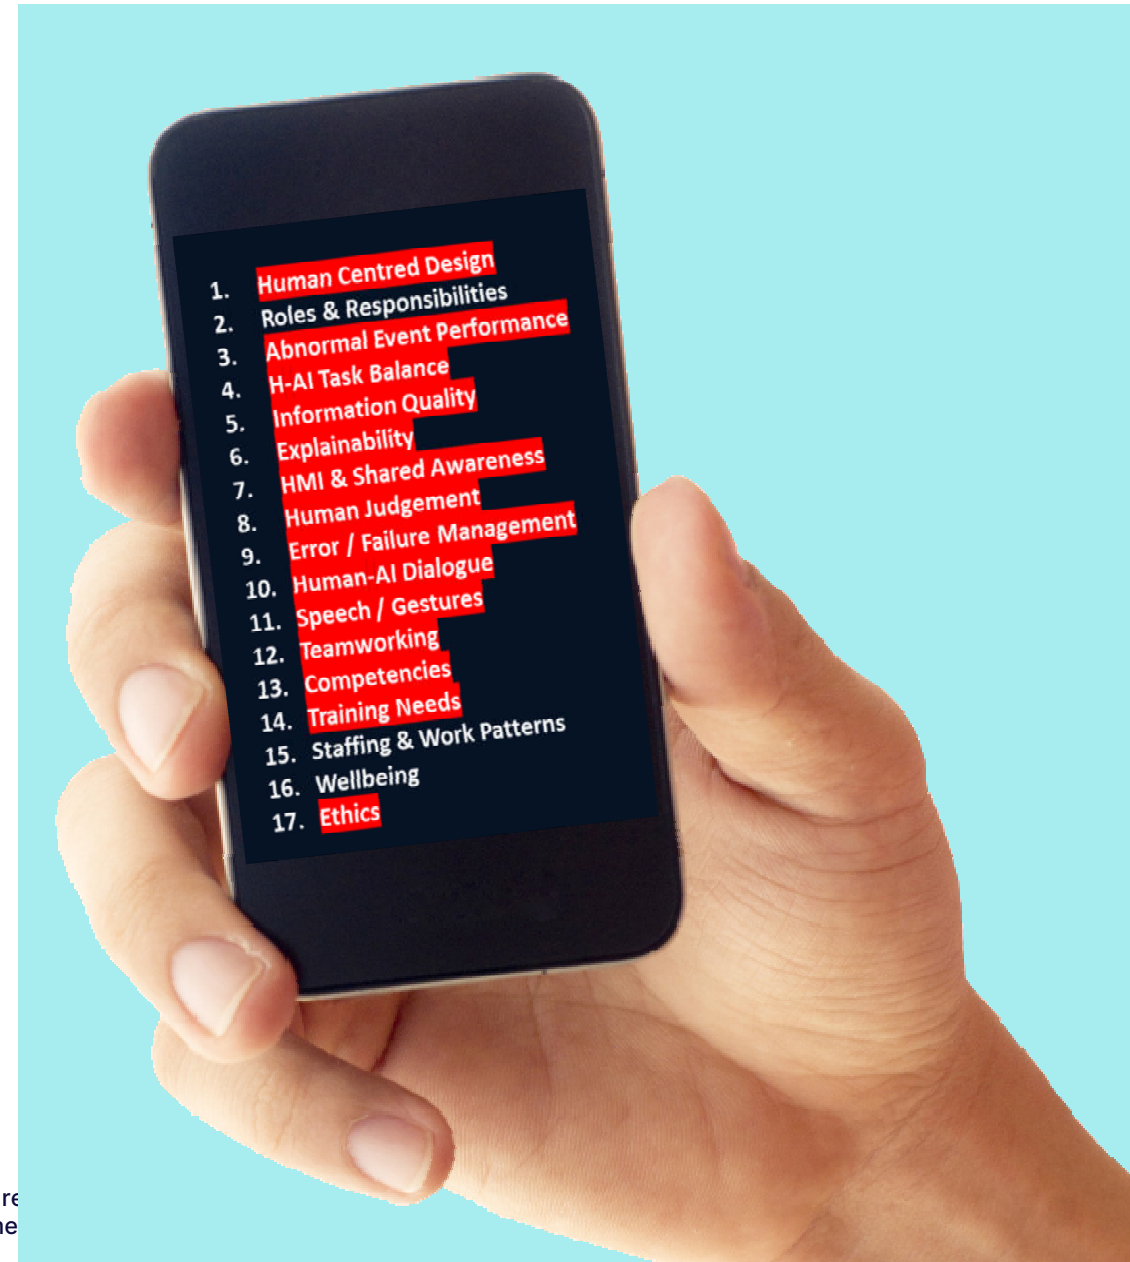 1. Human Centred Design
2. Roles & Responsibilities
3. Abnormal Event Performance
4. H-AI Task Balance
5. Information Quality
6. Explainability
7. HMI & Shared Awareness
8. Human Judgement
9. Error / Failure Management
10. Human-AI Dialogue
11. Speech / Gestures
12. Teamworking
13. Competencies
14. Training Needs
15. Staffing & Work Patterns
16. Wellbeing
17. Ethics